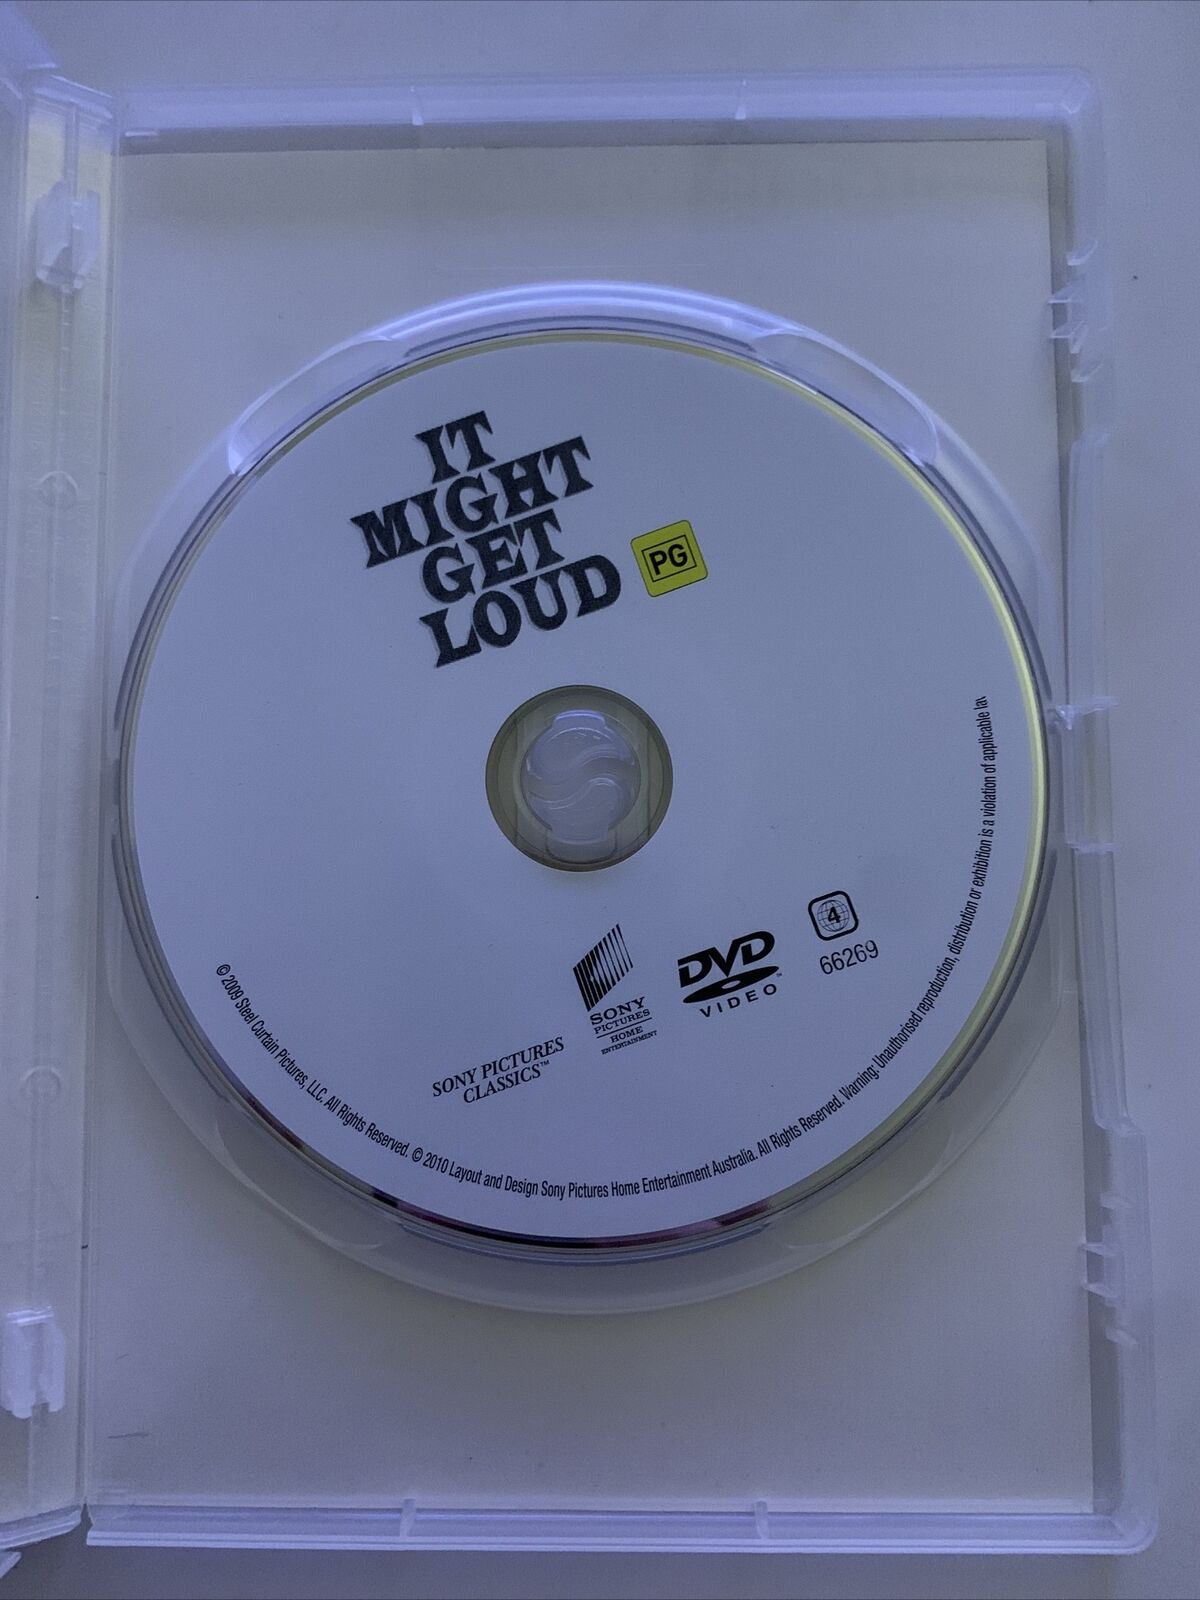 IT
MIGHT
GET
LOUD
PG
4
66269
DVD
VIDEO
SONY
PICTURES
HOME
ENTERTAINMENT
SONY PICTURES
CLASSICS™
© 2009 Steel Curtain Pictures, LLC. All Rights Reserved. © 2010 Layout and Design Sony Pictures Home Entertainment Australia. All Rights Reserved. Warning: Unauthorised reproduction, distribution or exhibition is a violation of applicable